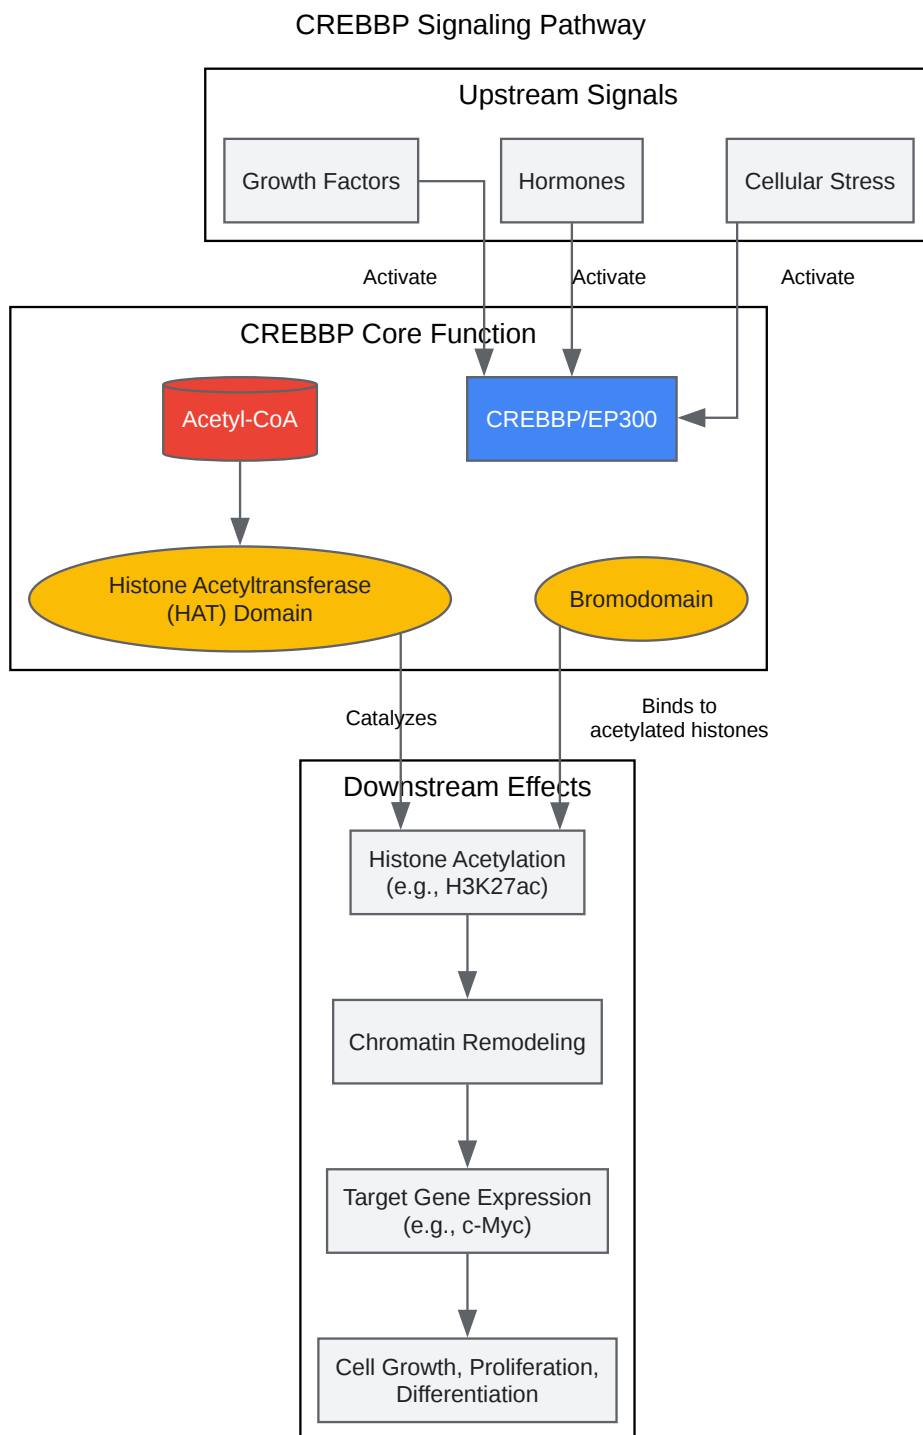 CREBBP Signaling Pathway
Upstream Signals
Growth Factors
Hormones
Cellular Stress
Activate
Activate
Activate
CREBBP Core Function
Acetyl-CoA
CREBBP/EP300
Histone Acetyltransferase
(HAT) Domain
Bromodomain
Catalyzes
Binds to
acetylated histones
Downstream Effects
Histone Acetylation
(e.g., H3K27ac)
Chromatin Remodeling
Target Gene Expression
(e.g., c-Myc)
Cell Growth, Proliferation,
Differentiation